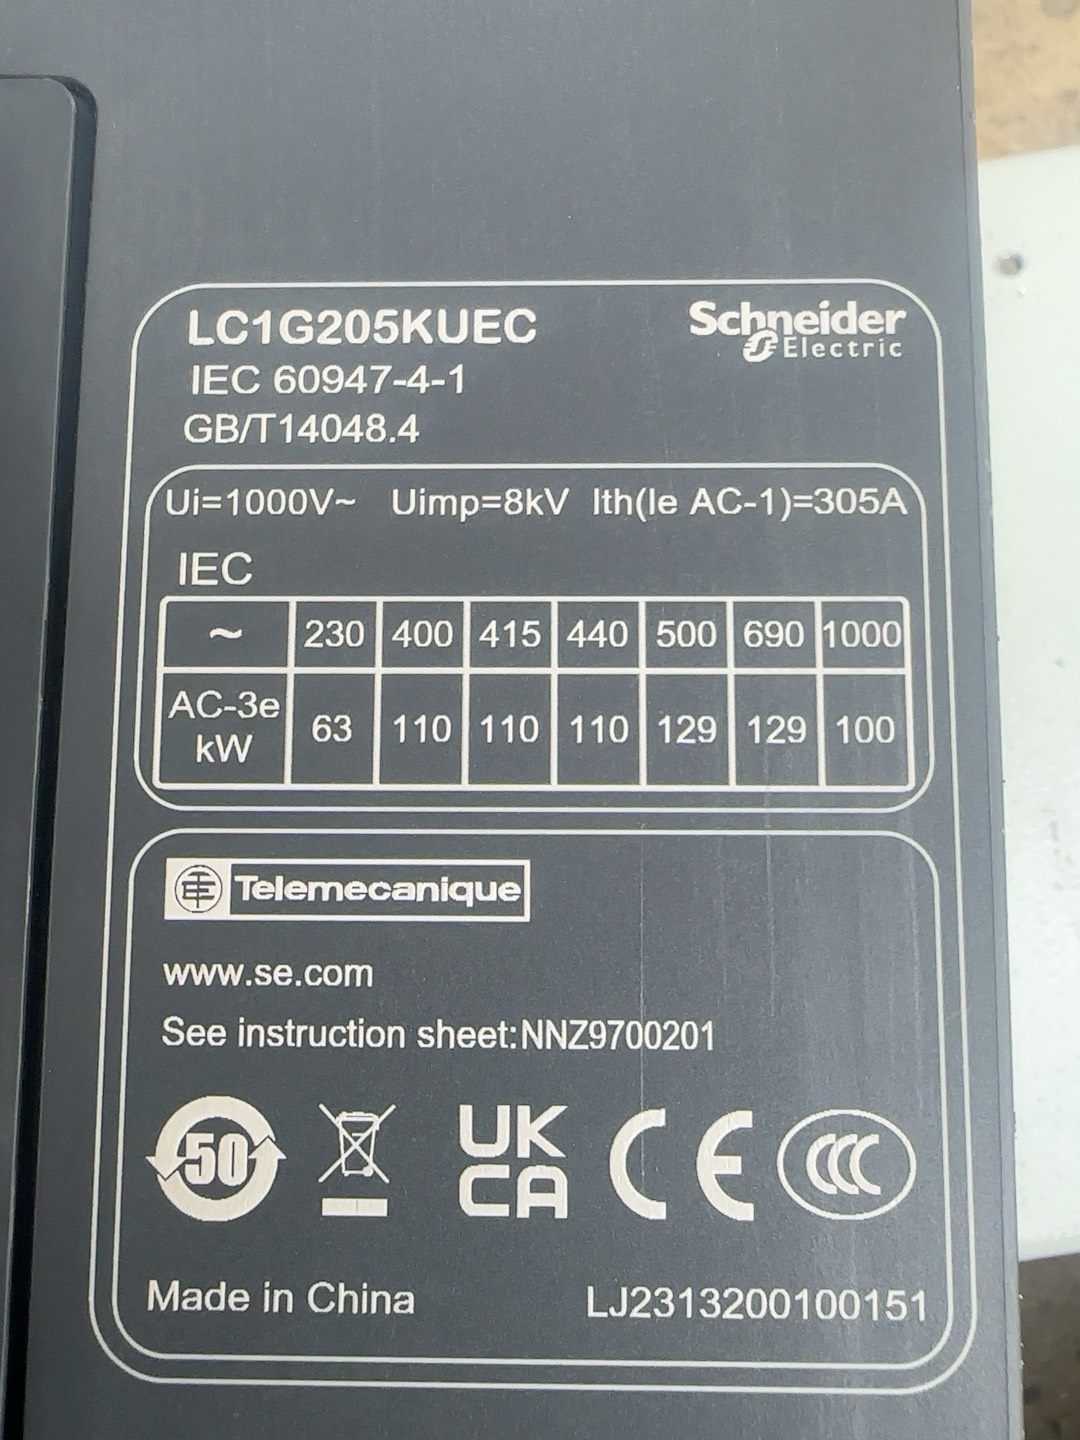 LC1G205KUEC
Schneider
Electric
IEC 60947-4-1
GB/T14048.4
Ui=1000V~ Uimp=8kV Ith(Ie AC-1)=305A
IEC
~ 230 400 415 440 500 690 1000
AC-3e kW 63 110 110 110 129 129 100
Telemecanique
www.se.com
See instruction sheet:NNZ9700201
50 UK CA CE CCC
Made in China LJ2313200100151